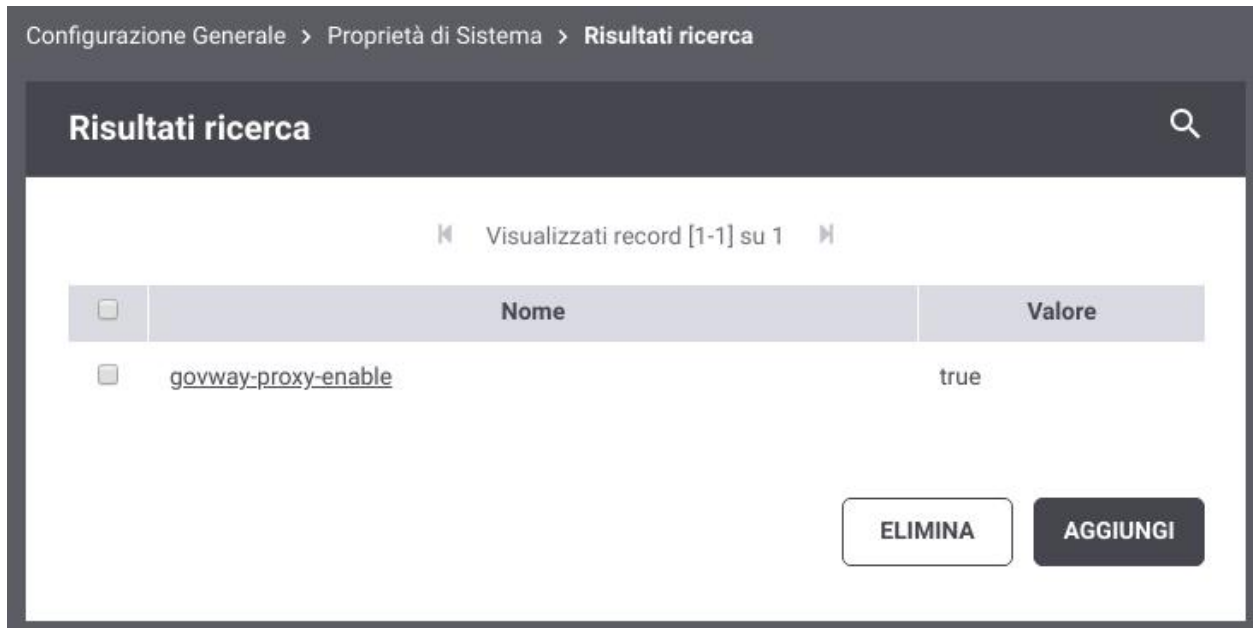 Configurazione Generale > Proprietà di Sistema > Risultati ricerca
Risultati ricerca
Visualizzati record [1-1] su 1
Nome Valore
govway-proxy-enable true
ELIMINA AGGIUNGI